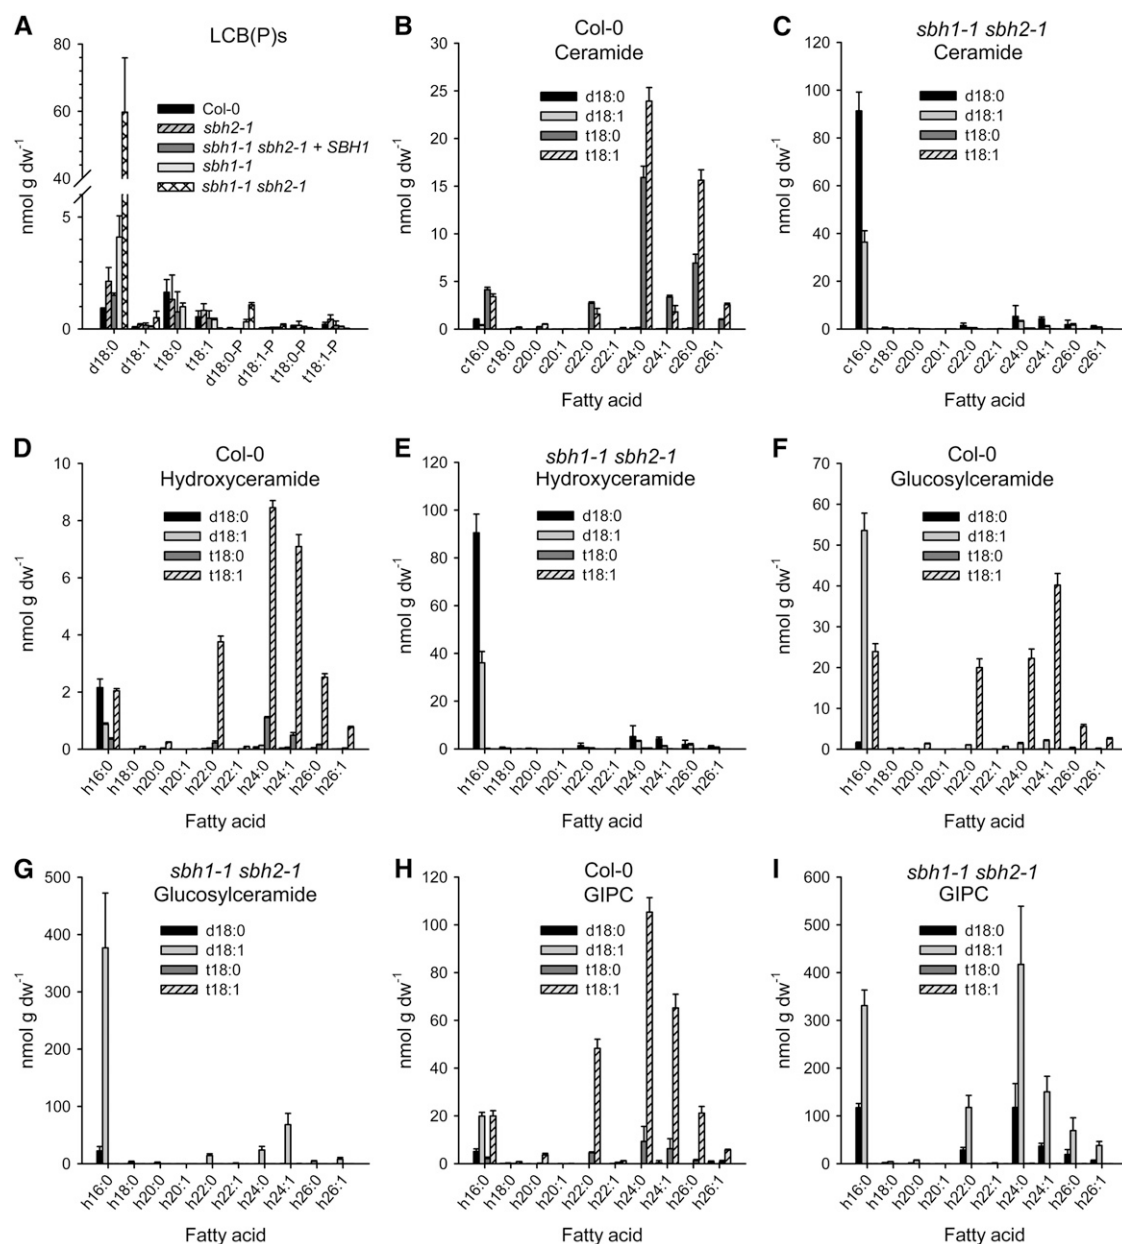 A
LCB(P)s
nmol g dw-1
80
60
40
5
0
Col-0
sbh2-1
sbh1-1 sbh2-1 + SBH1
sbh1-1
sbh1-1 sbh2-1
d18:0
d18:1
t18:0
t18:1
d18:0-P
d18:1-P
t18:0-P
t18:1-P
B
Col-0
Ceramide
nmol g dw-1
30
25
20
15
10
5
0
d18:0
d18:1
t18:0
t18:1
c16:0
c18:0
c20:0
c20:1
c22:0
c22:1
c24:0
c24:1
c26:0
c26:1
Fatty acid
C
sbh1-1 sbh2-1
Ceramide
nmol g dw-1
120
100
80
60
40
20
0
d18:0
d18:1
t18:0
t18:1
c16:0
c18:0
c20:0
c20:1
c22:0
c22:1
c24:0
c24:1
c26:0
c26:1
Fatty acid
D
Col-0
Hydroxyceramide
nmol g dw-1
10
8
6
4
2
0
d18:0
d18:1
t18:0
t18:1
h16:0
h18:0
h20:0
h20:1
h22:0
h22:1
h24:0
h24:1
h26:0
h26:1
Fatty acid
E
sbh1-1 sbh2-1
Hydroxyceramide
nmol g dw-1
120
100
80
60
40
20
0
d18:0
d18:1
t18:0
t18:1
h16:0
h18:0
h20:0
h20:1
h22:0
h22:1
h24:0
h24:1
h26:0
h26:1
Fatty acid
F
Col-0
Glucosylceramide
nmol g dw-1
70
60
50
40
30
20
10
0
d18:0
d18:1
t18:0
t18:1
h16:0
h18:0
h20:0
h20:1
h22:0
h22:1
h24:0
h24:1
h26:0
h26:1
Fatty acid
G
sbh1-1 sbh2-1
Glucosylceramide
nmol g dw-1
500
400
300
200
100
0
d18:0
d18:1
t18:0
t18:1
h16:0
h18:0
h20:0
h20:1
h22:0
h22:1
h24:0
h24:1
h26:0
h26:1
Fatty acid
H
Col-0
GIPC
nmol g dw-1
120
100
80
60
40
20
0
d18:0
d18:1
t18:0
t18:1
h16:0
h18:0
h20:0
h20:1
h22:0
h22:1
h24:0
h24:1
h26:0
h26:1
Fatty acid
I
sbh1-1 sbh2-1
GIPC
nmol g dw-1
600
500
400
300
200
100
0
d18:0
d18:1
t18:0
t18:1
h16:0
h18:0
h20:0
h20:1
h22:0
h22:1
h24:0
h24:1
h26:0
h26:1
Fatty acid